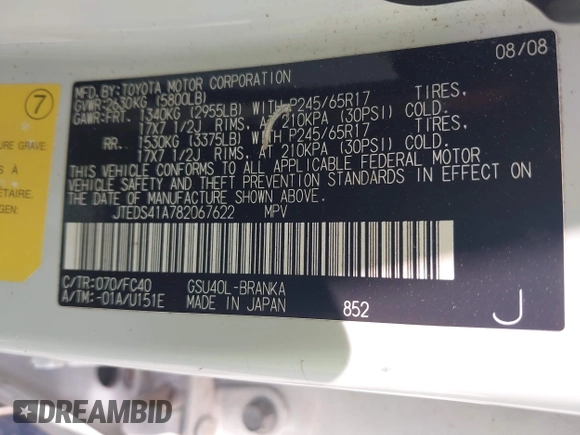 08/08
MFD. BY: TOYOTA MOTOR CORPORATION
GVWR: 2630KG (5800LB)
GAWR: FRT. 1340KG (2955LB) WITH P245/65R17 TIRES,
17X7 1/2J RIMS, AT 210KPA (30PSI) COLD.
RR. 1530KG (3375LB) WITH P245/65R17 TIRES,
17X7 1/2J RIMS, AT 210KPA (30PSI) COLD.
THIS VEHICLE CONFORMS TO ALL APPLICABLE FEDERAL MOTOR
VEHICLE SAFETY AND THEFT PREVENTION STANDARDS IN EFFECT ON
THE DATE OF MANUFACTURE SHOWN ABOVE.
JTEDS41A782067622 MPV
C/TR: 070/FC40 GSU40L-BRANKA
A/TM: -01A/U151E MADE IN JAPAN 852 J
7
URE GRAVE
S À
ÉTAIRE.
GEN:
DREAMBID